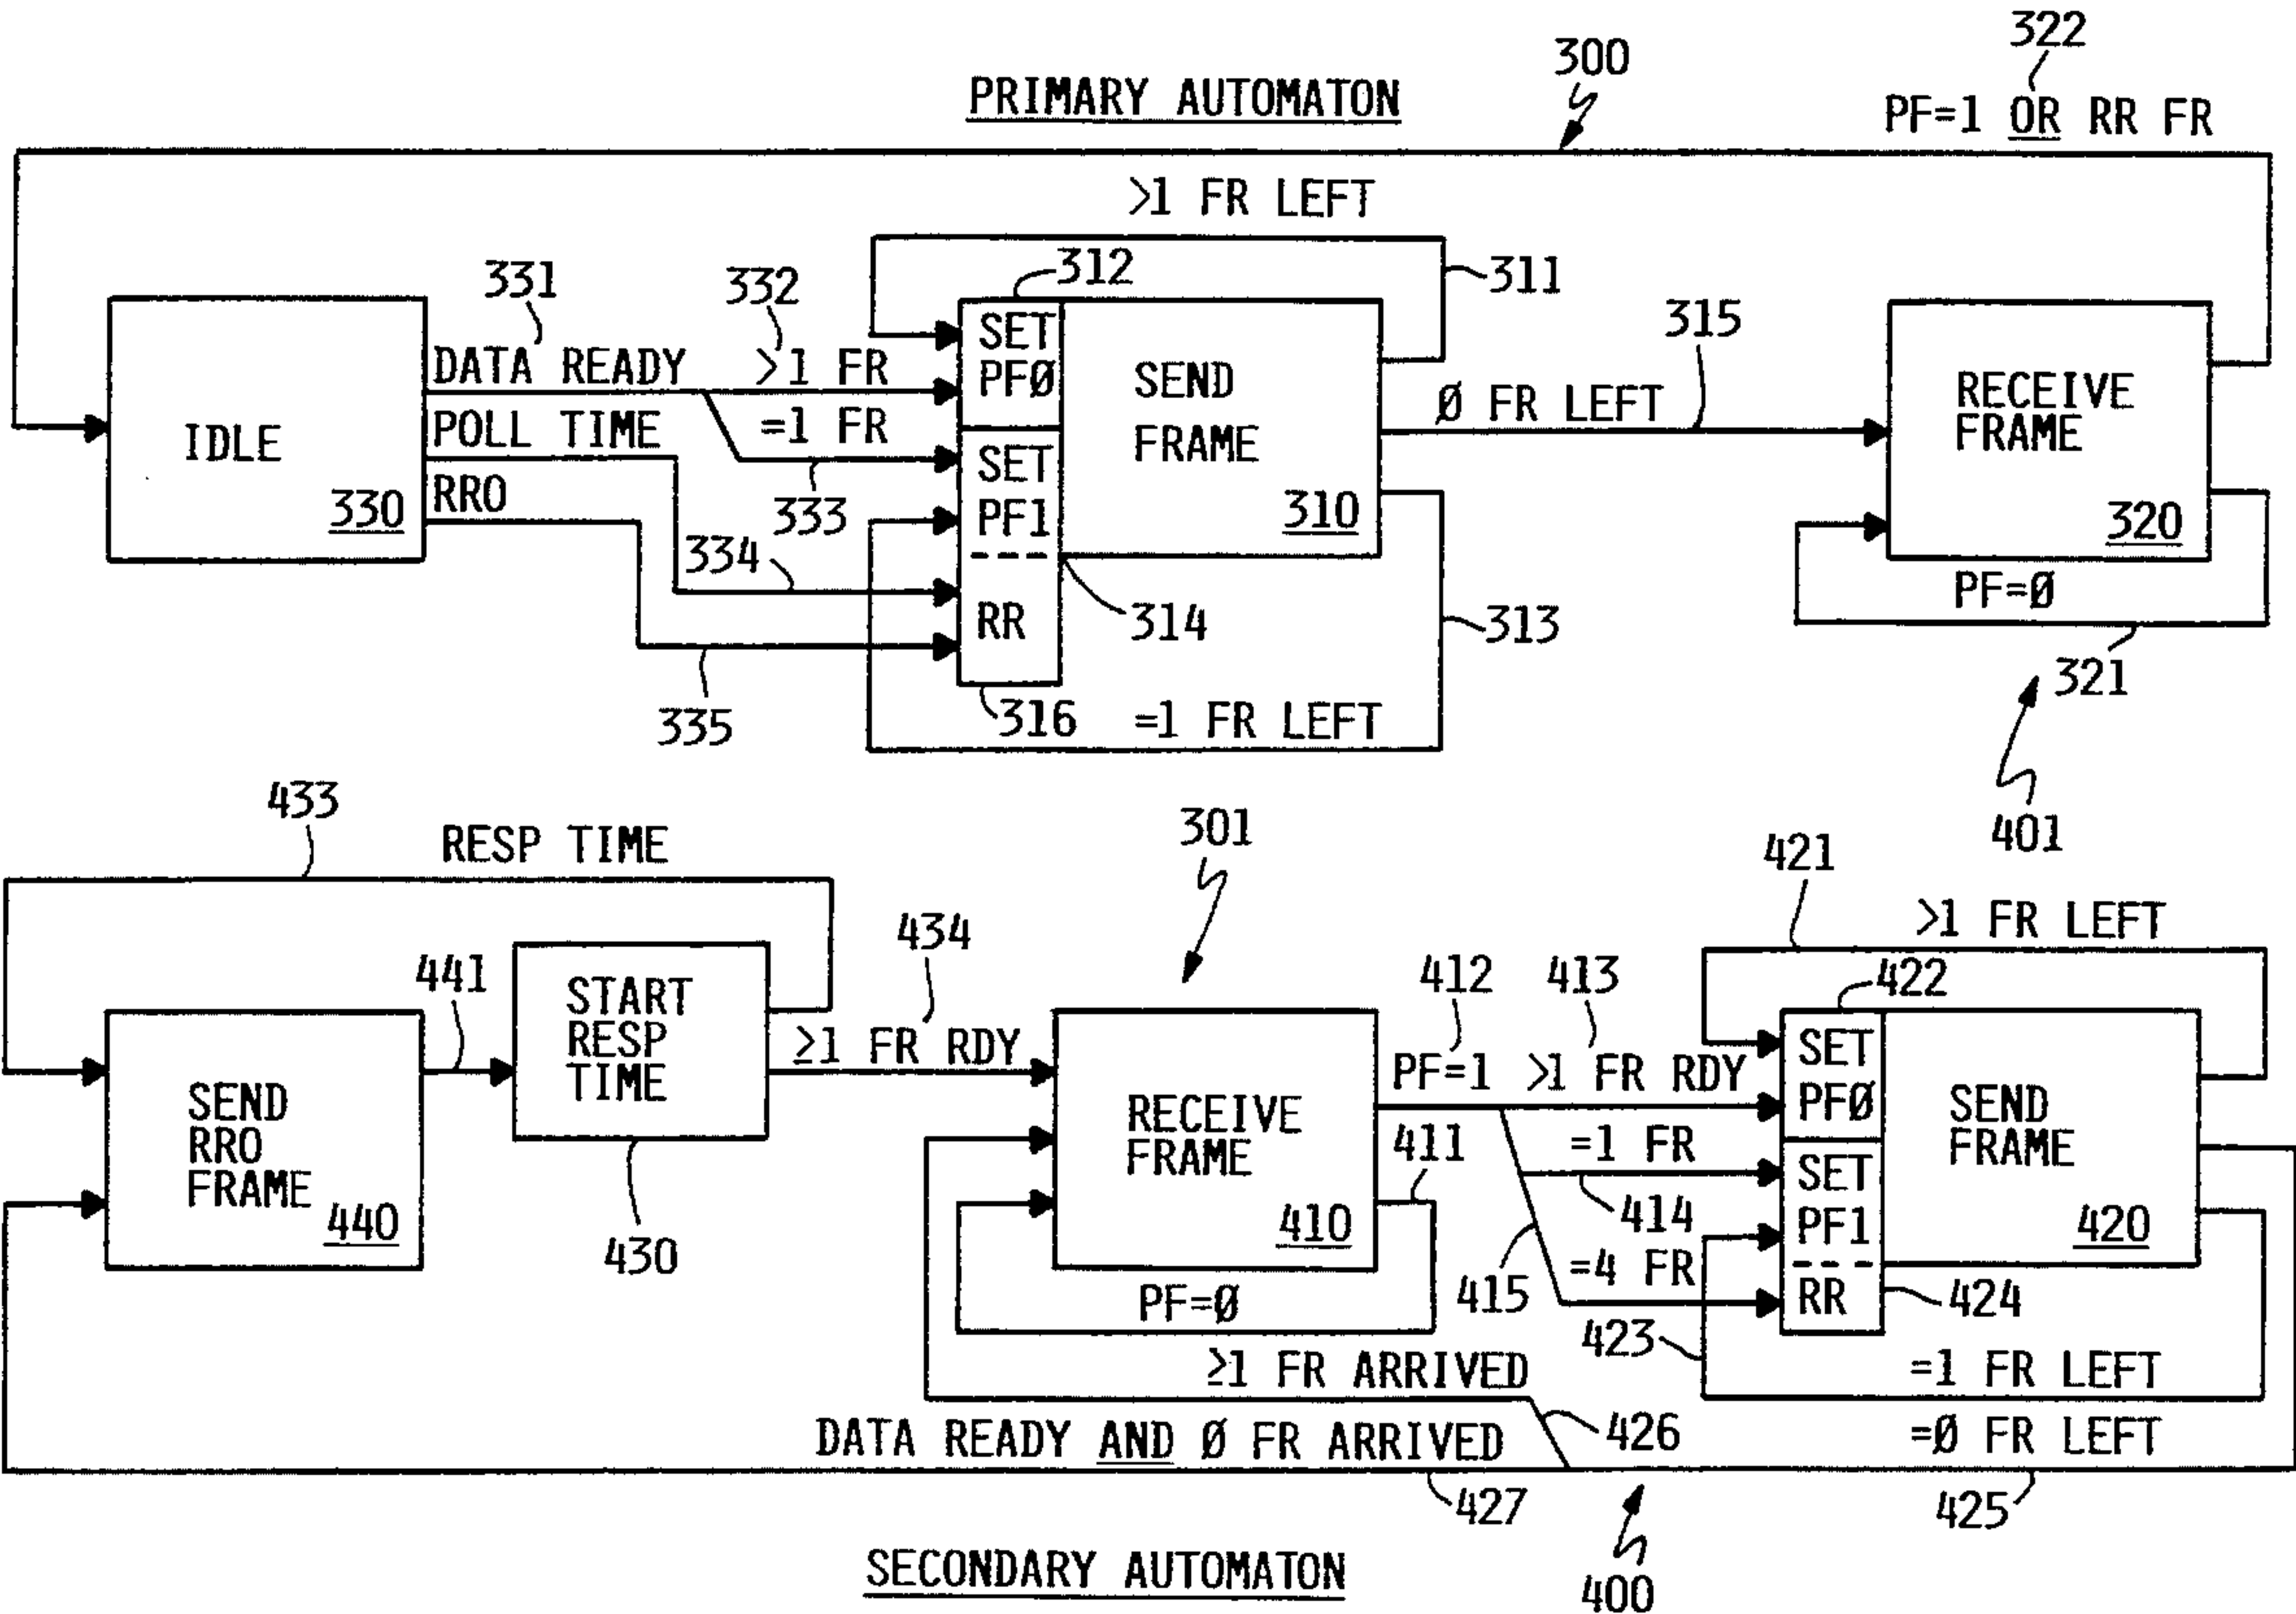 322
300
PRIMARY AUTOMATON
PF=1 OR RR FR
>1 FR LEFT
312
311
331
332
315
SET
PFØ
DATA READY
>1 FR
SEND
FRAME
310
Ø FR LEFT
RECEIVE
FRAME
320
IDLE
330
POLL TIME
=1 FR
SET
PF1
333
RRO
334
RR
314
313
PF=Ø
321
335
316
=1 FR LEFT
401
433
RESP TIME
301
421
>1 FR LEFT
434
441
412
413
422
START
RESP
TIME
430
≥1 FR RDY
PF=1
>1 FR RDY
SET
PFØ
SEND
FRAME
420
SEND
RRO
FRAME
440
RECEIVE
FRAME
410
411
=1 FR
SET
PF1
414
415
=4 FR
RR
424
PF=Ø
423
≥1 FR ARRIVED
=1 FR LEFT
DATA READY AND Ø FR ARRIVED
426
=Ø FR LEFT
427
425
SECONDARY AUTOMATON
400